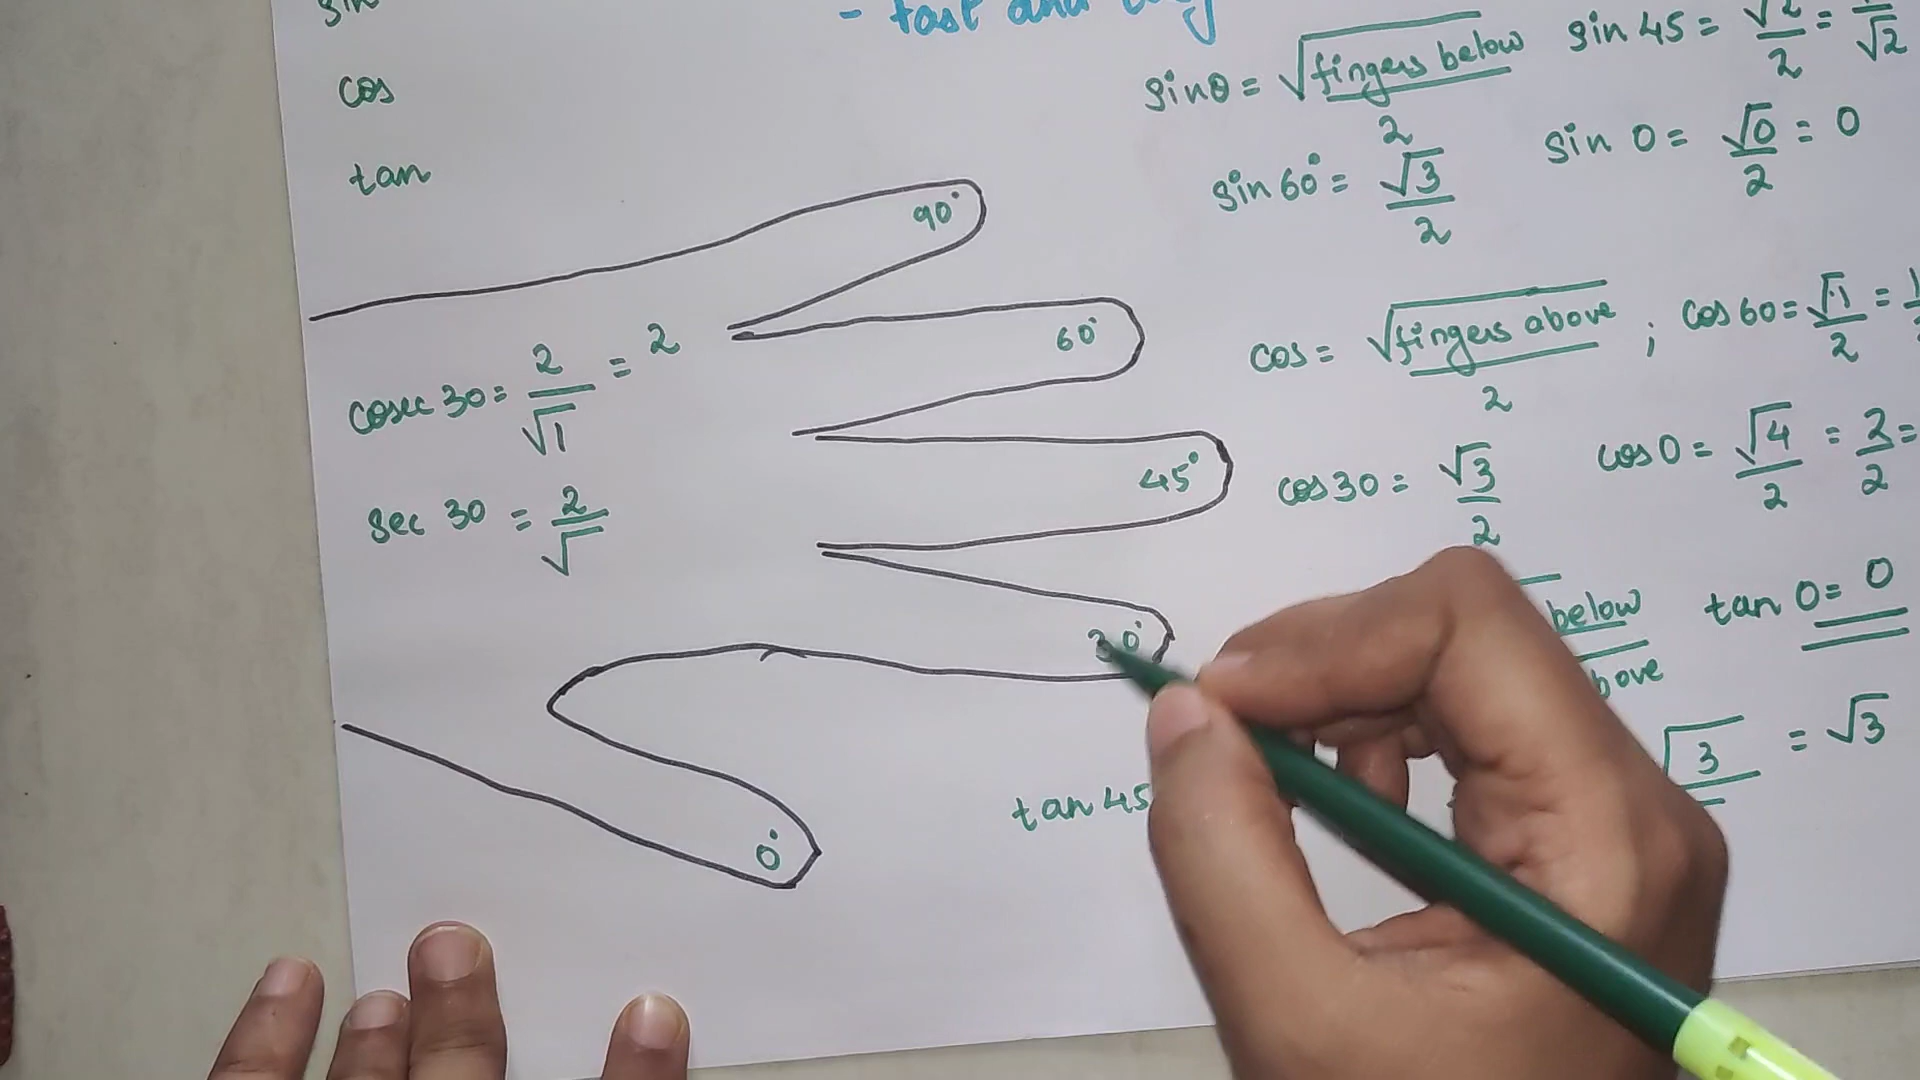 sin
- fast and
cos
tan
sinθ = √fingers below / 2
sin 45 = √2/2 = 1/√2
sin 60° = √3/2
sin 0 = √0/2 = 0
90°
60°
45°
30°
0°
cosec 30 = 2/√1 = 2
sec 30 = 2/√
cos = √fingers above / 2 ; cos 60 = √1/2 =
cos 30 = √3/2
cos 0 = √4/2 = 2/2 =
below
tan 0 = 0
3 = √3
tan 45